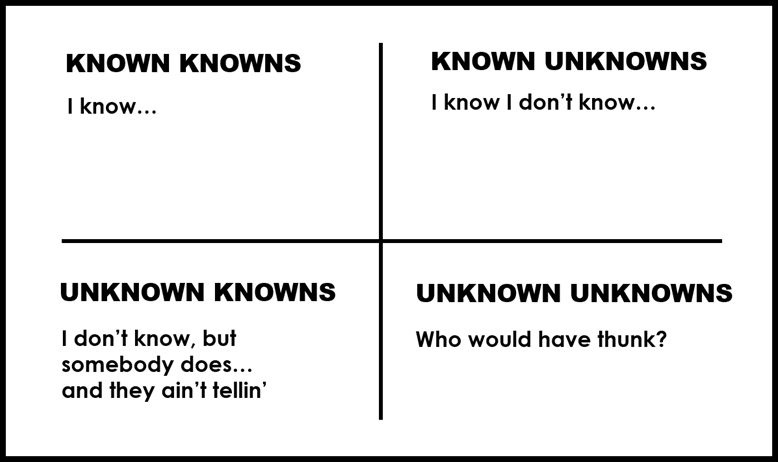 KNOWN KNOWNS
I know…
KNOWN UNKNOWNS
I know I don’t know…
UNKNOWN KNOWNS
I don’t know, but
somebody does…
and they ain’t tellin’
UNKNOWN UNKNOWNS
Who would have thunk?